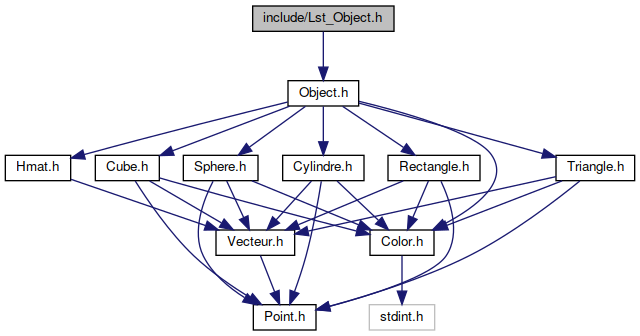 include/Lst_Object.h
Object.h
Hmat.h
Cube.h
Sphere.h
Cylindre.h
Rectangle.h
Triangle.h
Vecteur.h
Color.h
Point.h
stdint.h